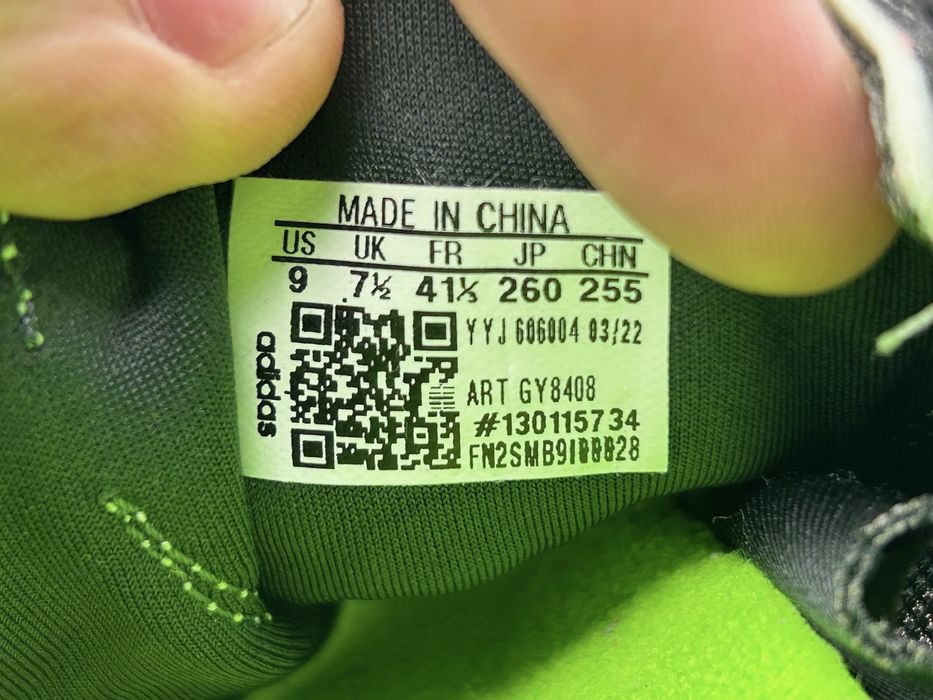 MADE IN CHINA
US UK FR JP CHN
9 7½ 41⅓ 260 255
YYJ 606004 03/22
ART GY8408
#130115734
adidas